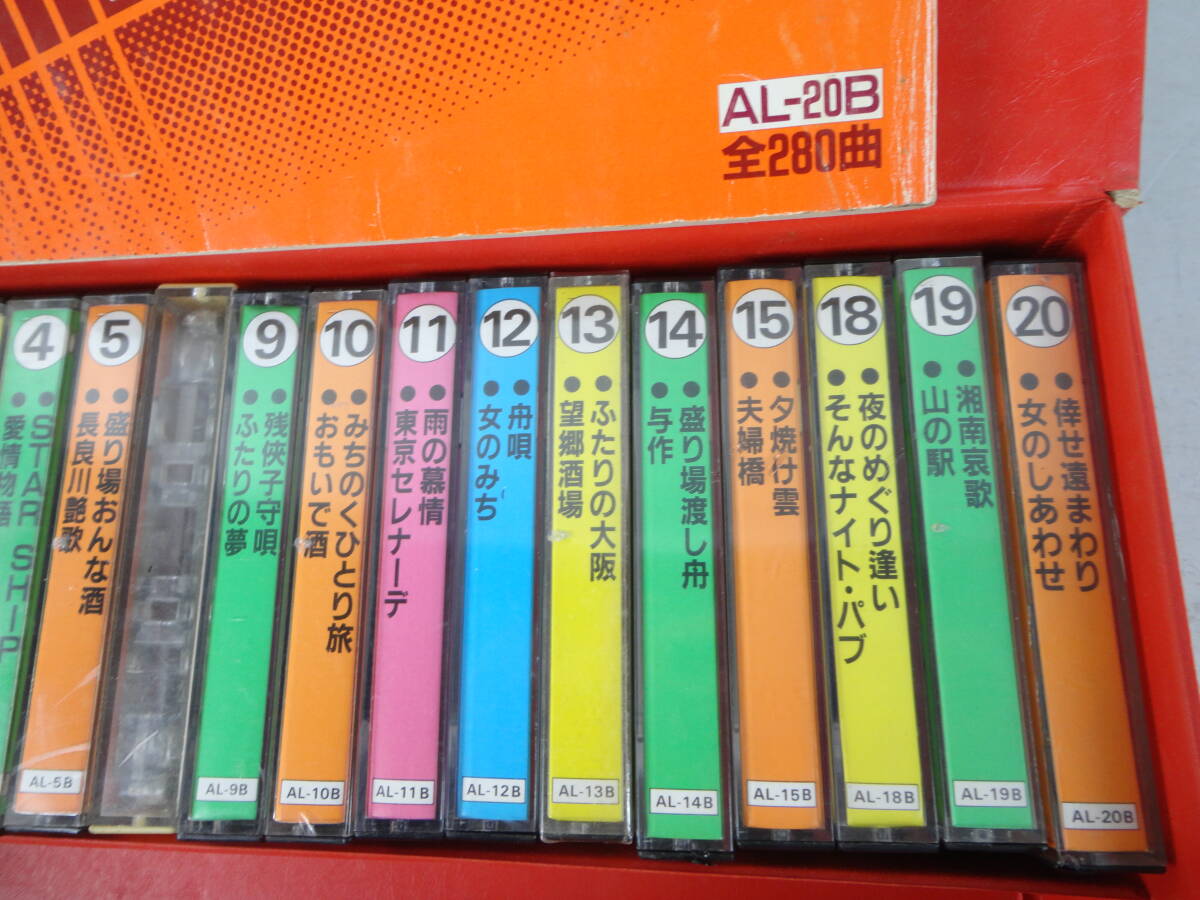 AL-20B
全280曲
4
•STAR SHIP
•愛情物語
5
•盛り場おんな酒
•長良川艶歌
AL-5B
9
•残侠子守唄
•ふたりの夢
AL-9B
10
•みちのくひとり旅
•おもいで酒
AL-10B
11
•雨の慕情
•東京セレナーデ
AL-11B
12
•舟唄
•女のみち
AL-12B
13
•ふたりの大阪
•望郷酒場
AL-13B
14
•盛り場渡し舟
•与作
AL-14B
15
•夕焼け雲
•夫婦橋
AL-15B
18
•夜のめぐり逢い
•そんなナイト・パブ
AL-18B
19
•湘南哀歌
•山の駅
AL-19B
20
•倖せ遠まわり
•女のしあわせ
AL-20B